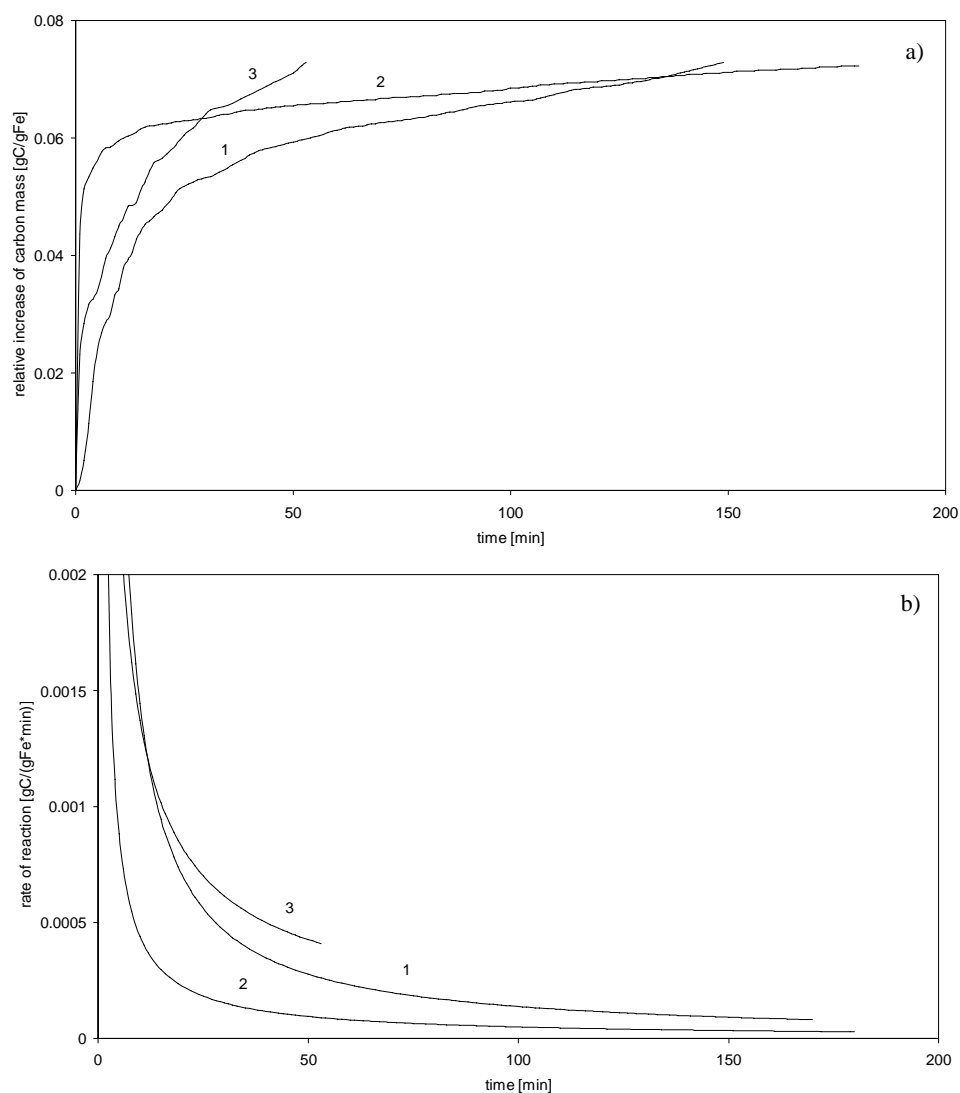 a)
relative increase of carbon mass [gC/gFe]
0.08
0.06
0.04
0.02
0
3
2
1
0 50 100 150 200
time [min]
b)
rate of reaction [gC/(gFe*min)]
0.002
0.0015
0.001
0.0005
0
3
1
2
0 50 100 150 200
time [min]